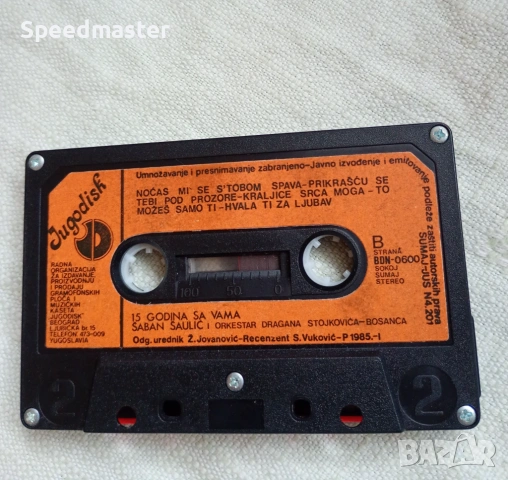 Speedmaster
Jugodisk
RADNA
ORGANIZACIJA
ZA IZDAVANJE,
PROIZVODNJU
I PRODAJU
GRAMOFONSKIH
PLOČA I
MUZIČKIH
KASETA
"JUGODISK"
BEOGRAD
LJURIČKA br. 15
TELEFON: 473-009
YUGOSLAVIA
Umnožavanje i presnimavanje zabranjeno-Javno izvođenje i emitovanje podleže zaštiti autorskih prava
SUMAJ-JUS N4.201
NOĆAS MI SE S'TOBOM SPAVA-PRIKRAŠĆU SE
TEBI POD PROZORE-KRALJICE SRCA MOGA-TO
MOŽEŠ SAMO TI-HVALA TI ZA LJUBAV
B
STRANA
BDN-0600
SOKOJ
SUMAJ
STEREO
100 50 0
15 GODINA SA VAMA
ŠABAN ŠAULIĆ I ORKESTAR DRAGANA STOJKOVIĆA-BOSANCA
Odg. urednik Ž. Jovanović-Recenzent S. Vuković-P 1985.-I
2
2
BAZAR